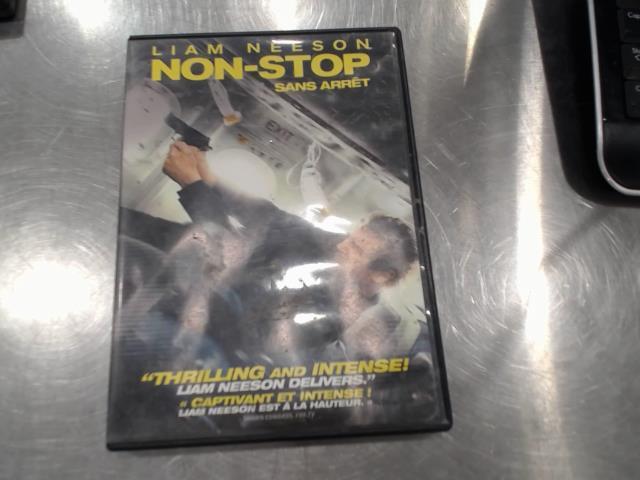 LIAM NEESON
NON-STOP
SANS ARRÊT
EXIT
"THRILLING AND INTENSE!
LIAM NEESON DELIVERS."
« CAPTIVANT ET INTENSE !
LIAM NEESON EST À LA HAUTEUR. »